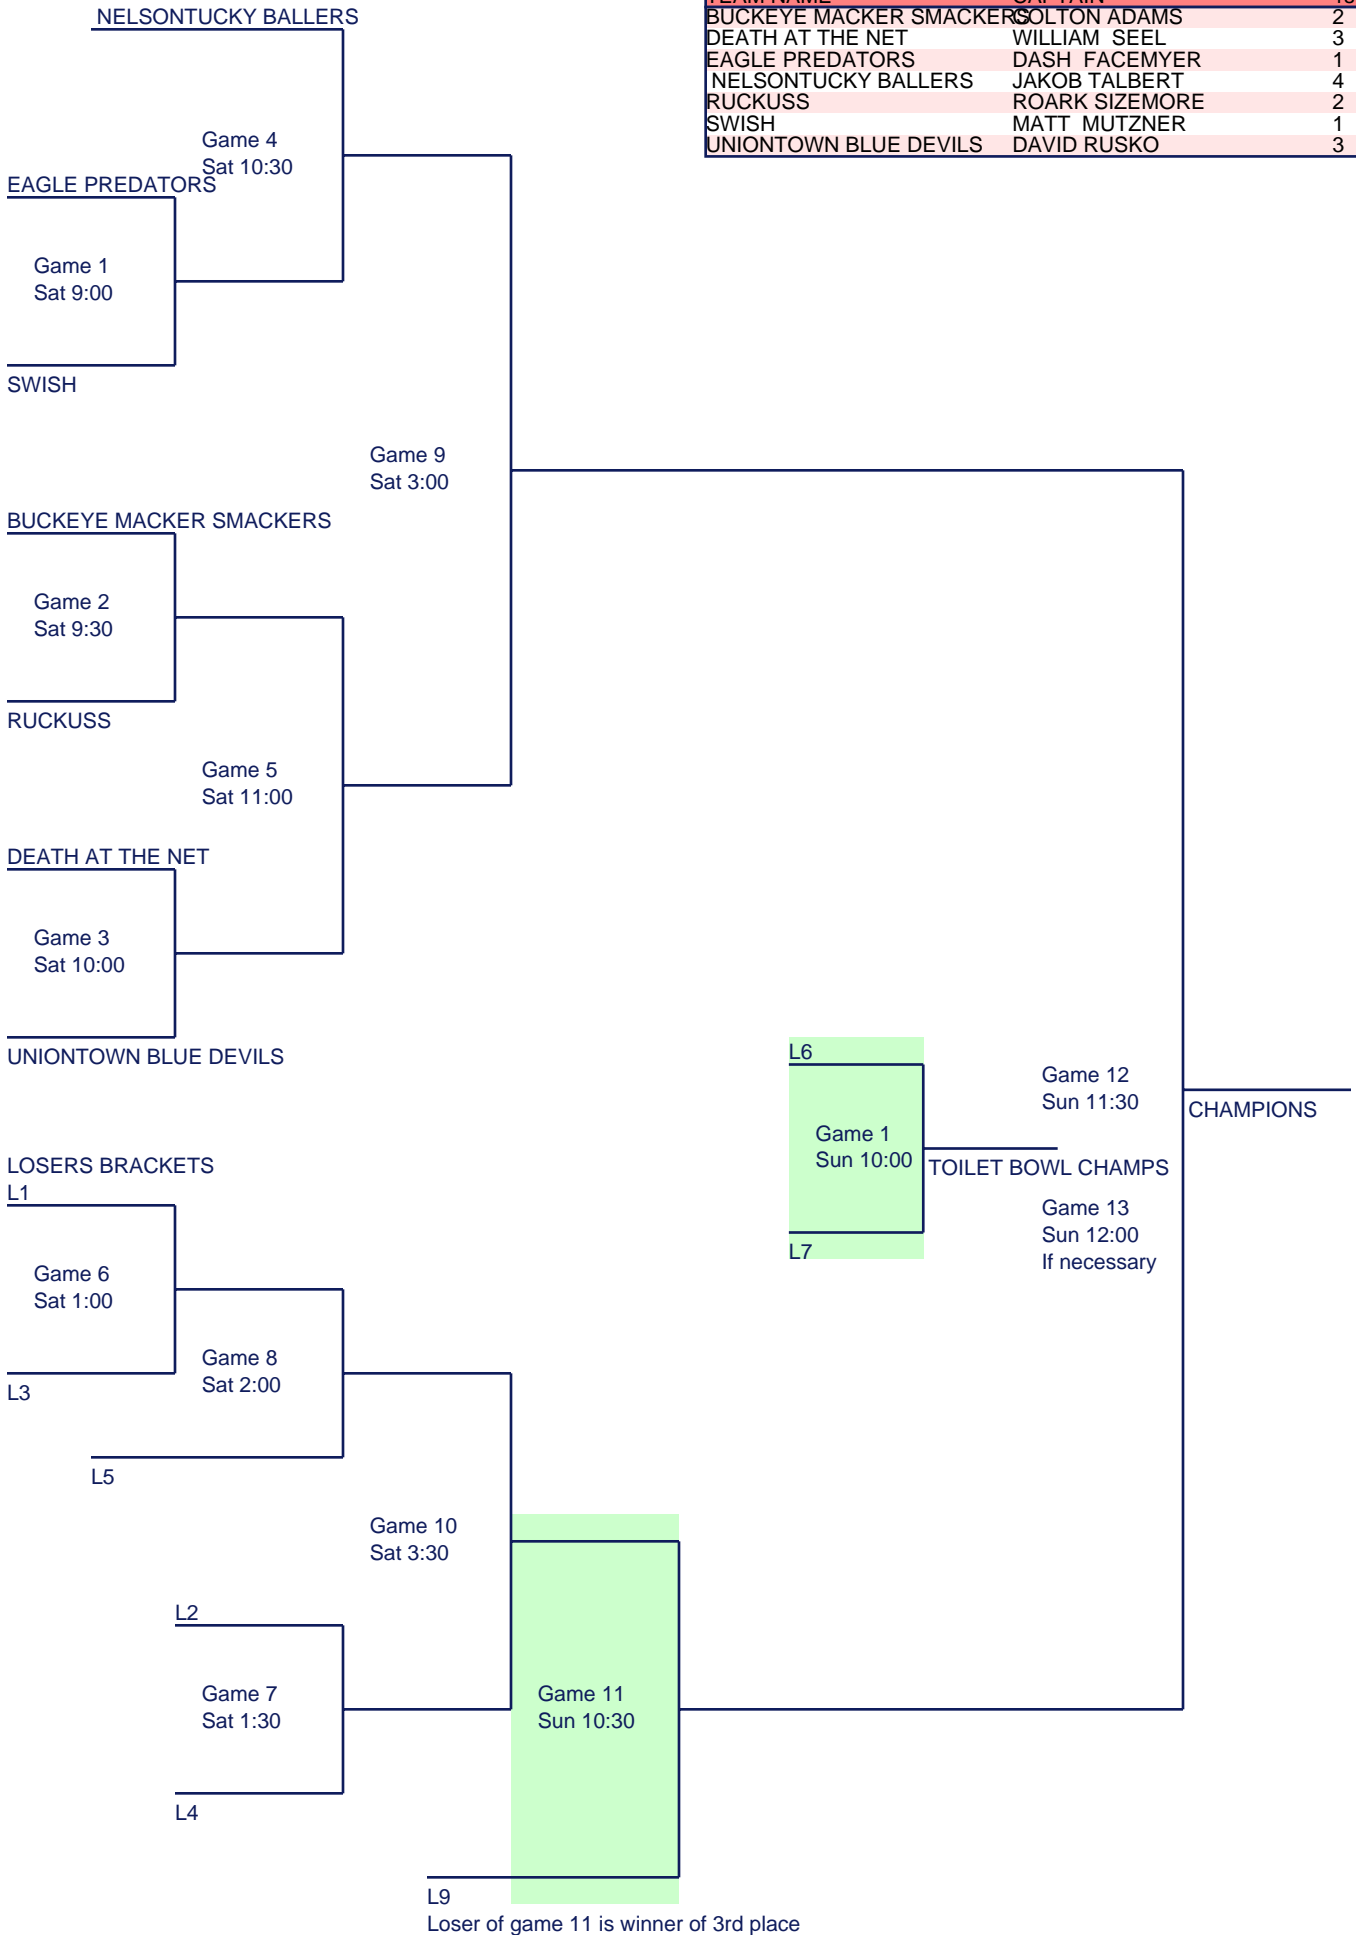 NELSONTUCKY BALLERS
TEAM NAME CAPTAIN
BUCKEYE MACKER SMACKERS COLTON ADAMS 2
DEATH AT THE NET WILLIAM SEEL 3
EAGLE PREDATORS DASH FACEMYER 1
NELSONTUCKY BALLERS JAKOB TALBERT 4
RUCKUSS ROARK SIZEMORE 2
SWISH MATT MUTZNER 1
UNIONTOWN BLUE DEVILS DAVID RUSKO 3
Game 4
Sat 10:30
EAGLE PREDATORS
Game 1
Sat 9:00
SWISH
Game 9
Sat 3:00
BUCKEYE MACKER SMACKERS
Game 2
Sat 9:30
RUCKUSS
Game 5
Sat 11:00
DEATH AT THE NET
Game 3
Sat 10:00
UNIONTOWN BLUE DEVILS
L6
Game 1
Sun 10:00
TOILET BOWL CHAMPS
L7
Game 12
Sun 11:30
CHAMPIONS
Game 13
Sun 12:00
If necessary
LOSERS BRACKETS
L1
Game 6
Sat 1:00
L3
Game 8
Sat 2:00
L5
Game 10
Sat 3:30
L2
Game 7
Sat 1:30
L4
Game 11
Sun 10:30
L9
Loser of game 11 is winner of 3rd place